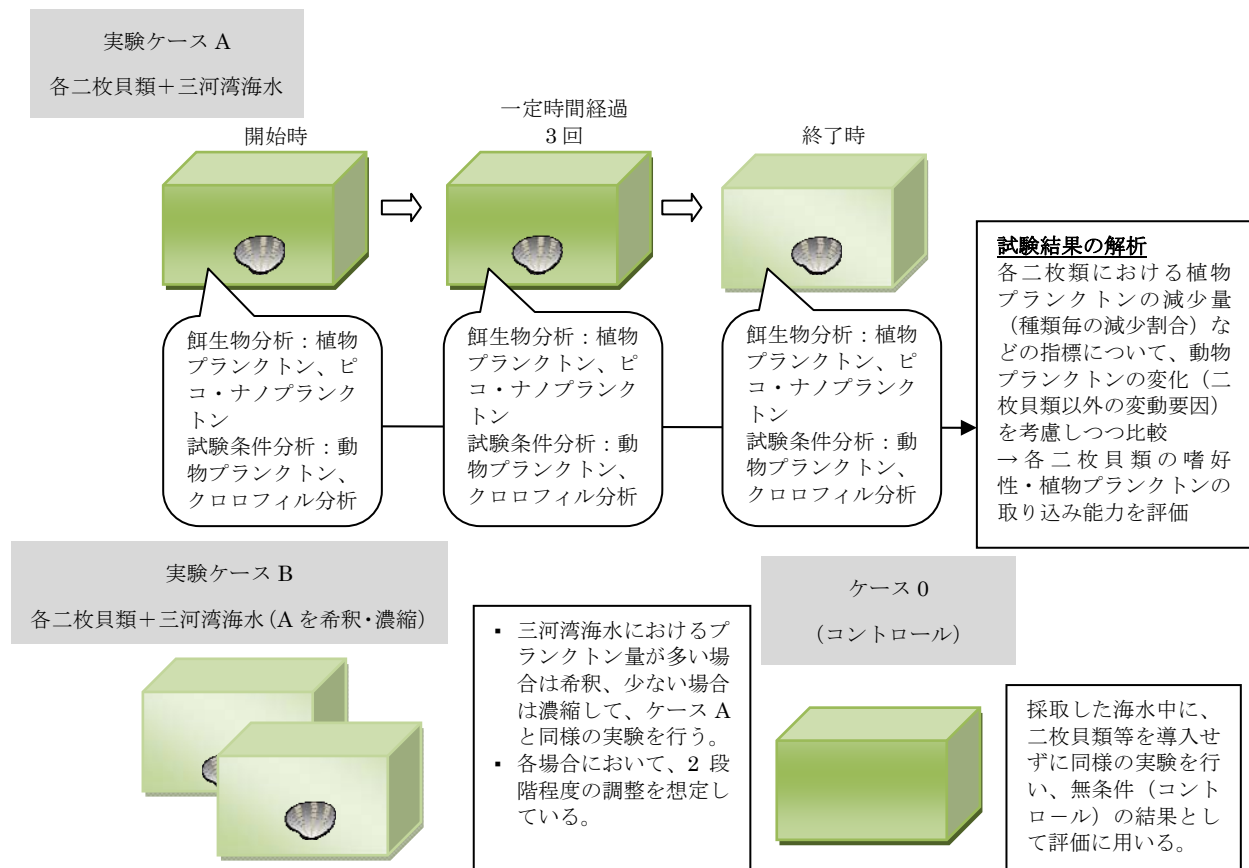 実験ケース A
各二枚貝類＋三河湾海水
開始時
一定時間経過
3 回
終了時
餌生物分析：植物
プランクトン、ピ
コ・ナノプランク
トン
試験条件分析：動
物プランクトン、
クロロフィル分析
餌生物分析：植物
プランクトン、ピ
コ・ナノプランク
トン
試験条件分析：動
物プランクトン、
クロロフィル分析
餌生物分析：植物
プランクトン、ピ
コ・ナノプランク
トン
試験条件分析：動
物プランクトン、
クロロフィル分析
試験結果の解析
各二枚類における植物
プランクトンの減少量
（種類毎の減少割合）な
どの指標について、動物
プランクトンの変化（二
枚貝類以外の変動要因）
を考慮しつつ比較
→各二枚貝類の嗜好
性・植物プランクトンの
取り込み能力を評価
実験ケース B
各二枚貝類＋三河湾海水（A を希釈・濃縮）
▪ 三河湾海水におけるプ
ランクトン量が多い場
合は希釈、少ない場合
は濃縮して、ケース A
と同様の実験を行う。
▪ 各場合において、2 段
階程度の調整を想定し
ている。
ケース 0
（コントロール）
採取した海水中に、
二枚貝類等を導入せ
ずに同様の実験を行
い、無条件（コント
ロール）の結果とし
て評価に用いる。